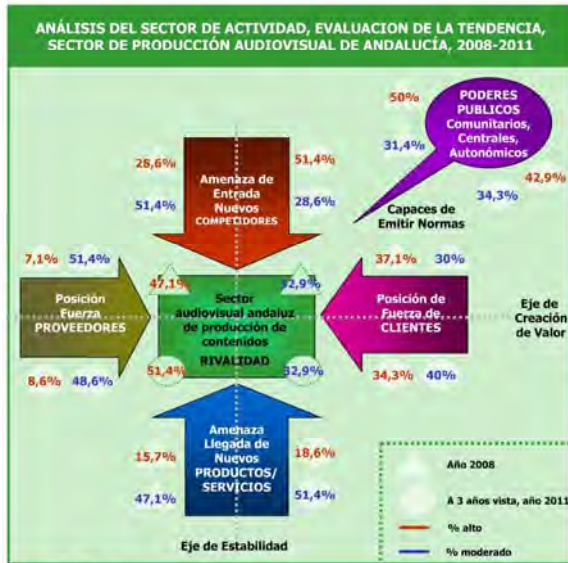 ANÁLISIS DEL SECTOR DE ACTIVIDAD, EVALUACION DE LA TENDENCIA,
SECTOR DE PRODUCCIÓN AUDIOVISUAL DE ANDALUCÍA, 2008-2011
50%
PODERES
PUBLICOS
Comunitarios,
Centrales,
Autonómicos
31,4%
42,9%
34,3%
Capaces de
Emitir Normas
28,6%
51,4%
Amenaza de
Entrada
Nuevos
COMPETIDORES
51,4%
28,6%
7,1% 51,4%
Posición
Fuerza
PROVEEDORES
8,6% 48,6%
47,1%
32,9%
Sector
audiovisual andaluz
de producción de
contenidos
RIVALIDAD
51,4%
32,9%
37,1% 30%
Posición de
Fuerza de
CLIENTES
34,3% 40%
Eje de
Creación
de Valor
Amenaza
Llegada de
Nuevos
PRODUCTOS/
SERVICIOS
15,7%
18,6%
47,1%
51,4%
Eje de Estabilidad
Año 2008
A 3 años vista, año 2011
% alto
% moderado